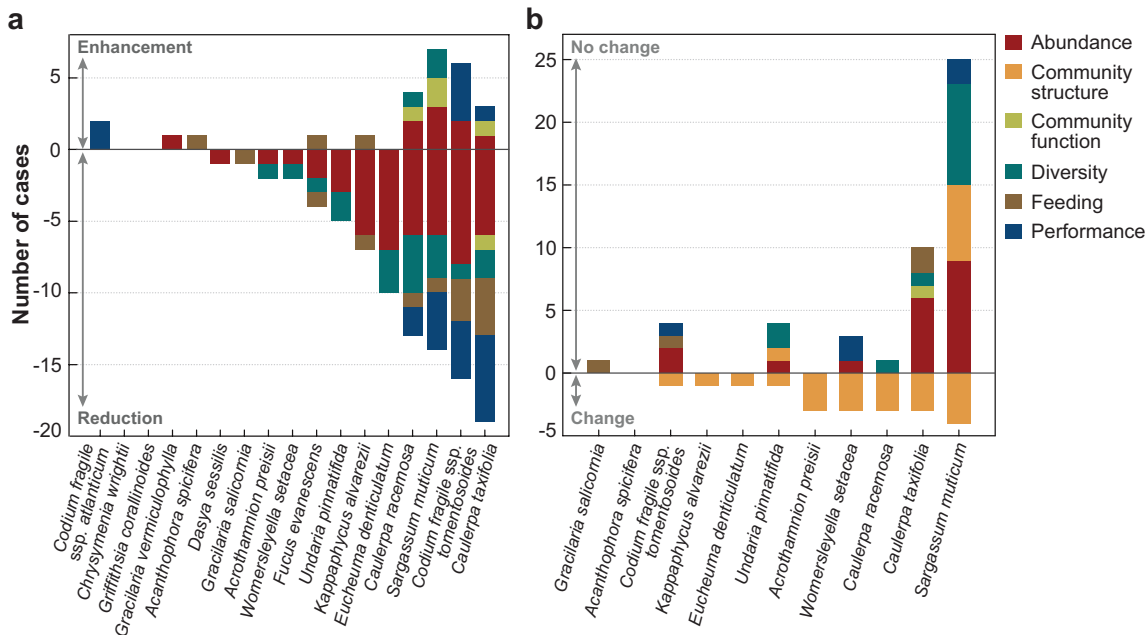 a
Enhancement
Number of cases
5
0
-5
-10
-15
-20
Reduction
Codium fragile
ssp. atlanticum
Chrysymenia wrightii
Griffithsia corallinoides
Gracilaria vermiculophylla
Acanthophora spicifera
Dasya sessilis
Gracilaria salicornia
Acrothamnion preisii
Womersleyella setacea
Fucus evanescens
Undaria pinnatifida
Kappaphycus alvarezii
Eucheuma denticulatum
Caulerpa racemosa
Sargassum muticum
Codium fragile ssp.
tomentosoides
Caulerpa taxifolia
b
No change
25
20
15
10
5
0
-5
Change
Gracilaria salicornia
Acanthophora spicifera
Codium fragile ssp.
tomentosoides
Kappaphycus alvarezii
Eucheuma denticulatum
Undaria pinnatifida
Acrothamnion preisii
Womersleyella setacea
Caulerpa racemosa
Caulerpa taxifolia
Sargassum muticum
Abundance
Community
structure
Community
function
Diversity
Feeding
Performance